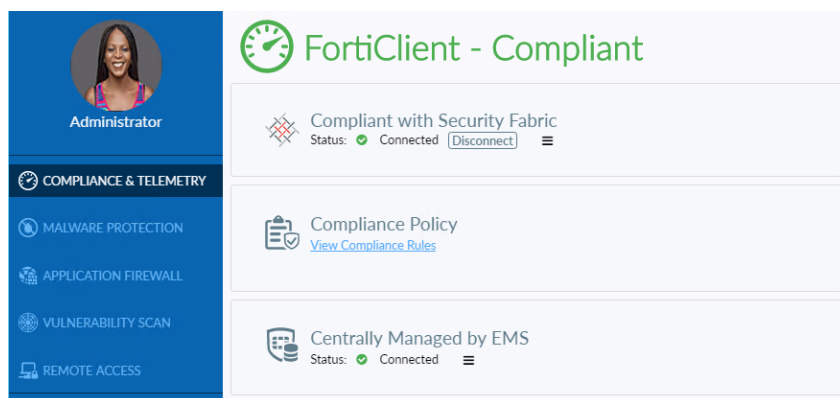 FortiClient - Compliant
Administrator
COMPLIANCE & TELEMETRY
MALWARE PROTECTION
APPLICATION FIREWALL
VULNERABILITY SCAN
REMOTE ACCESS
Compliant with Security Fabric
Status: Connected Disconnect
Compliance Policy
View Compliance Rules
Centrally Managed by EMS
Status: Connected